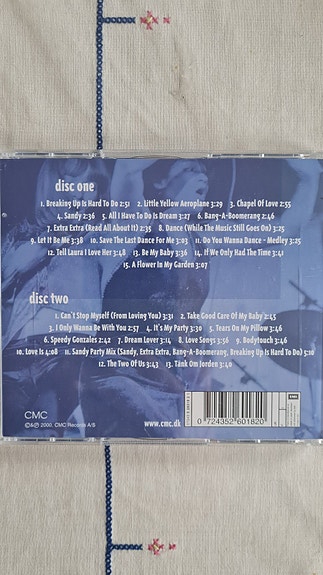 disc one
1. Breaking Up Is Hard To Do 2:51 2. Little Yellow Aeroplane 3:29 3. Chapel Of Love 2:55
4. Sandy 2:36 5. All I Have To Do Is Dream 3:27 6. Bang-A-Boomerang 2:46
7. Extra Extra (Read All About It) 2:35 8. Dance (While The Music Still Goes On) 3:25
9. Let It Be Me 3:38 10. Save The Last Dance For Me 3:03 11. Do You Wanna Dance - Medley 3:25
12. Tell Laura I Love Her 3:48 13. Be My Baby 3:36 14. If We Only Had The Time 3:41
15. A Flower In My Garden 3:07
disc two
1. Can't Stop Myself (From Loving You) 3:31 2. Take Good Care Of My Baby 2:45
3. I Only Wanna Be With You 2:57 4. It's My Party 3:30 5. Tears On My Pillow 3:46
6. Speedy Gonzales 2:42 7. Dream Lover 3:14 8. Love Songs 3:56 9. Bodytouch 3:46
10. Love Is 4:08 11. Sandy Party Mix (Sandy, Extra Extra, Bang-A-Boomerang, Breaking Up Is Hard To Do) 5:10
12. The Two Of Us 3:43 13. Tänk Om Jorden 3:40
CMC
©&℗ 2000, CMC Records A/S
www.cmc.dk
0 724352 601820
EMI